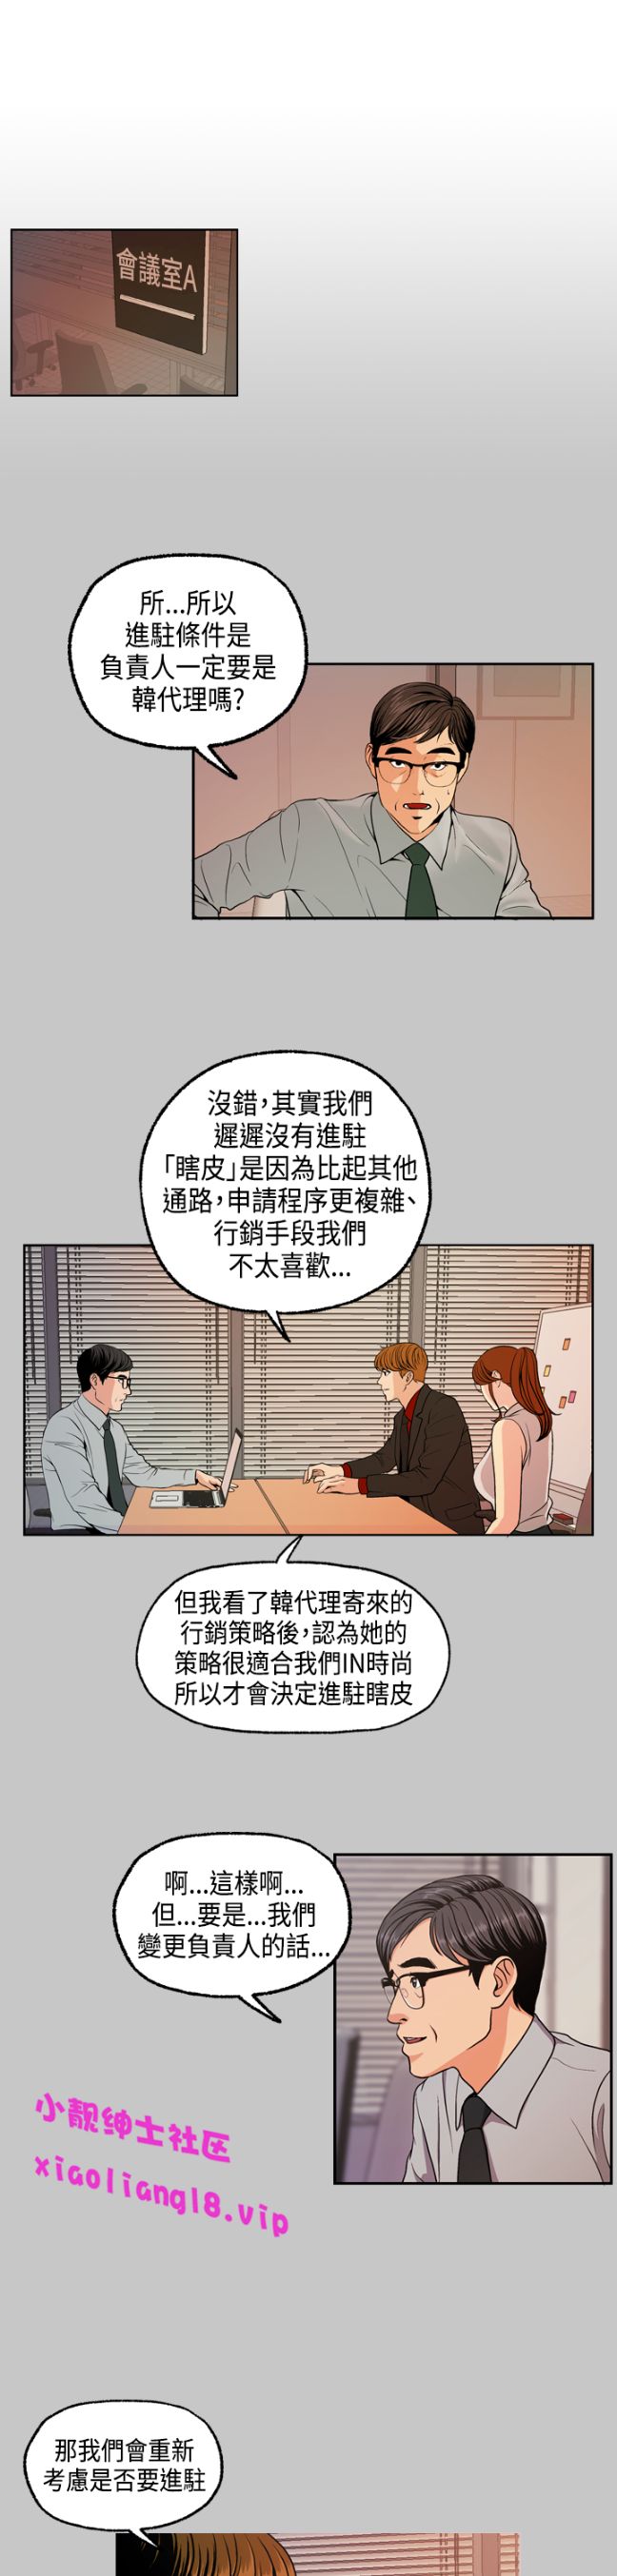 會議室A
所...所以
進駐條件是
負責人一定要是
韓代理嗎?
沒錯，其實我們
遲遲沒有進駐
「瞎皮」是因為比起其他
通路，申請程序更複雜、
行銷手段我們
不太喜歡...
但我看了韓代理寄來的
行銷策略後，認為她的
策略很適合我們IN時尚
所以才會決定進駐瞎皮
啊...這樣啊...
但...要是...我們
變更負責人的話...
小靓绅士社区
xiaoliang18.vip
那我們會重新
考慮是否要進駐